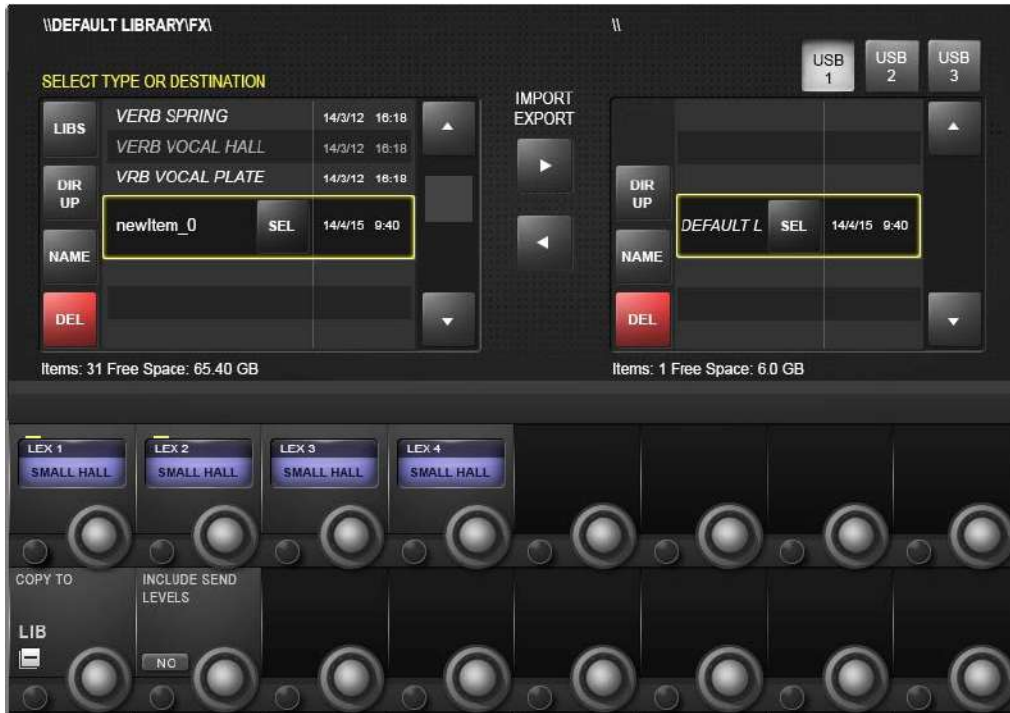 \\DEFAULT LIBRARY\FX\
\\
USB 1
USB 2
USB 3
SELECT TYPE OR DESTINATION
IMPORT
EXPORT
LIBS
VERB SPRING 14/3/12 16:18
VERB VOCAL HALL 14/3/12 16:18
DIR UP
VRB VOCAL PLATE 14/3/12 16:18
newItem_0 SEL 14/4/15 9:40
NAME
DEL
DIR UP
DEFAULT L SEL 14/4/15 9:40
NAME
DEL
Items: 31 Free Space: 65.40 GB
Items: 1 Free Space: 6.0 GB
LEX 1
SMALL HALL
LEX 2
SMALL HALL
LEX 3
SMALL HALL
LEX 4
SMALL HALL
COPY TO
LIB
INCLUDE SEND
LEVELS
NO